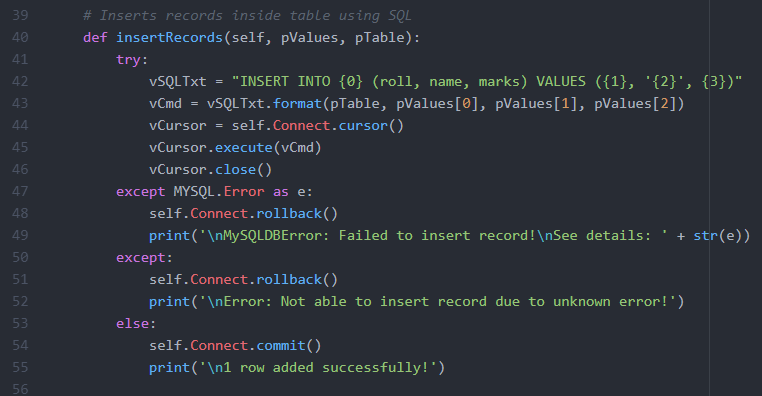 39 # Inserts records inside table using SQL
40 def insertRecords(self, pValues, pTable):
41 try:
42 vSQLTxt = "INSERT INTO {0} (roll, name, marks) VALUES ({1}, '{2}', {3})"
43 vCmd = vSQLTxt.format(pTable, pValues[0], pValues[1], pValues[2])
44 vCursor = self.Connect.cursor()
45 vCursor.execute(vCmd)
46 vCursor.close()
47 except MYSQL.Error as e:
48 self.Connect.rollback()
49 print('\nMySQLDBError: Failed to insert record!\nSee details: ' + str(e))
50 except:
51 self.Connect.rollback()
52 print('\nError: Not able to insert record due to unknown error!')
53 else:
54 self.Connect.commit()
55 print('\n1 row added successfully!')
56